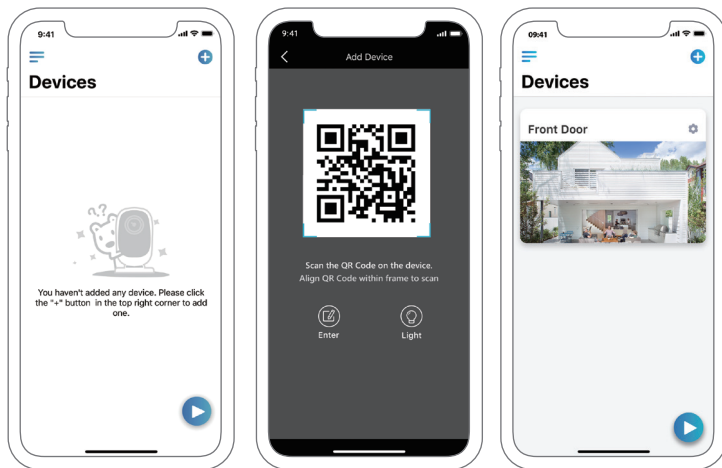 9:41
Devices
You haven't added any device. Please click
the "+" button in the top right corner to add
one.
9:41
Add Device
Scan the QR Code on the device.
Align QR Code within frame to scan
Enter
Light
09:41
Devices
Front Door